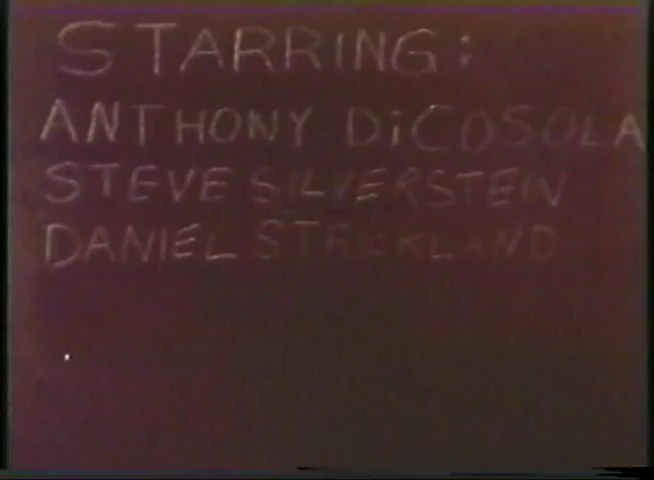 STARRING:
ANTHONY DiCOSOLA
STEVE SILVERSTEIN
DANIEL STRICKLAND